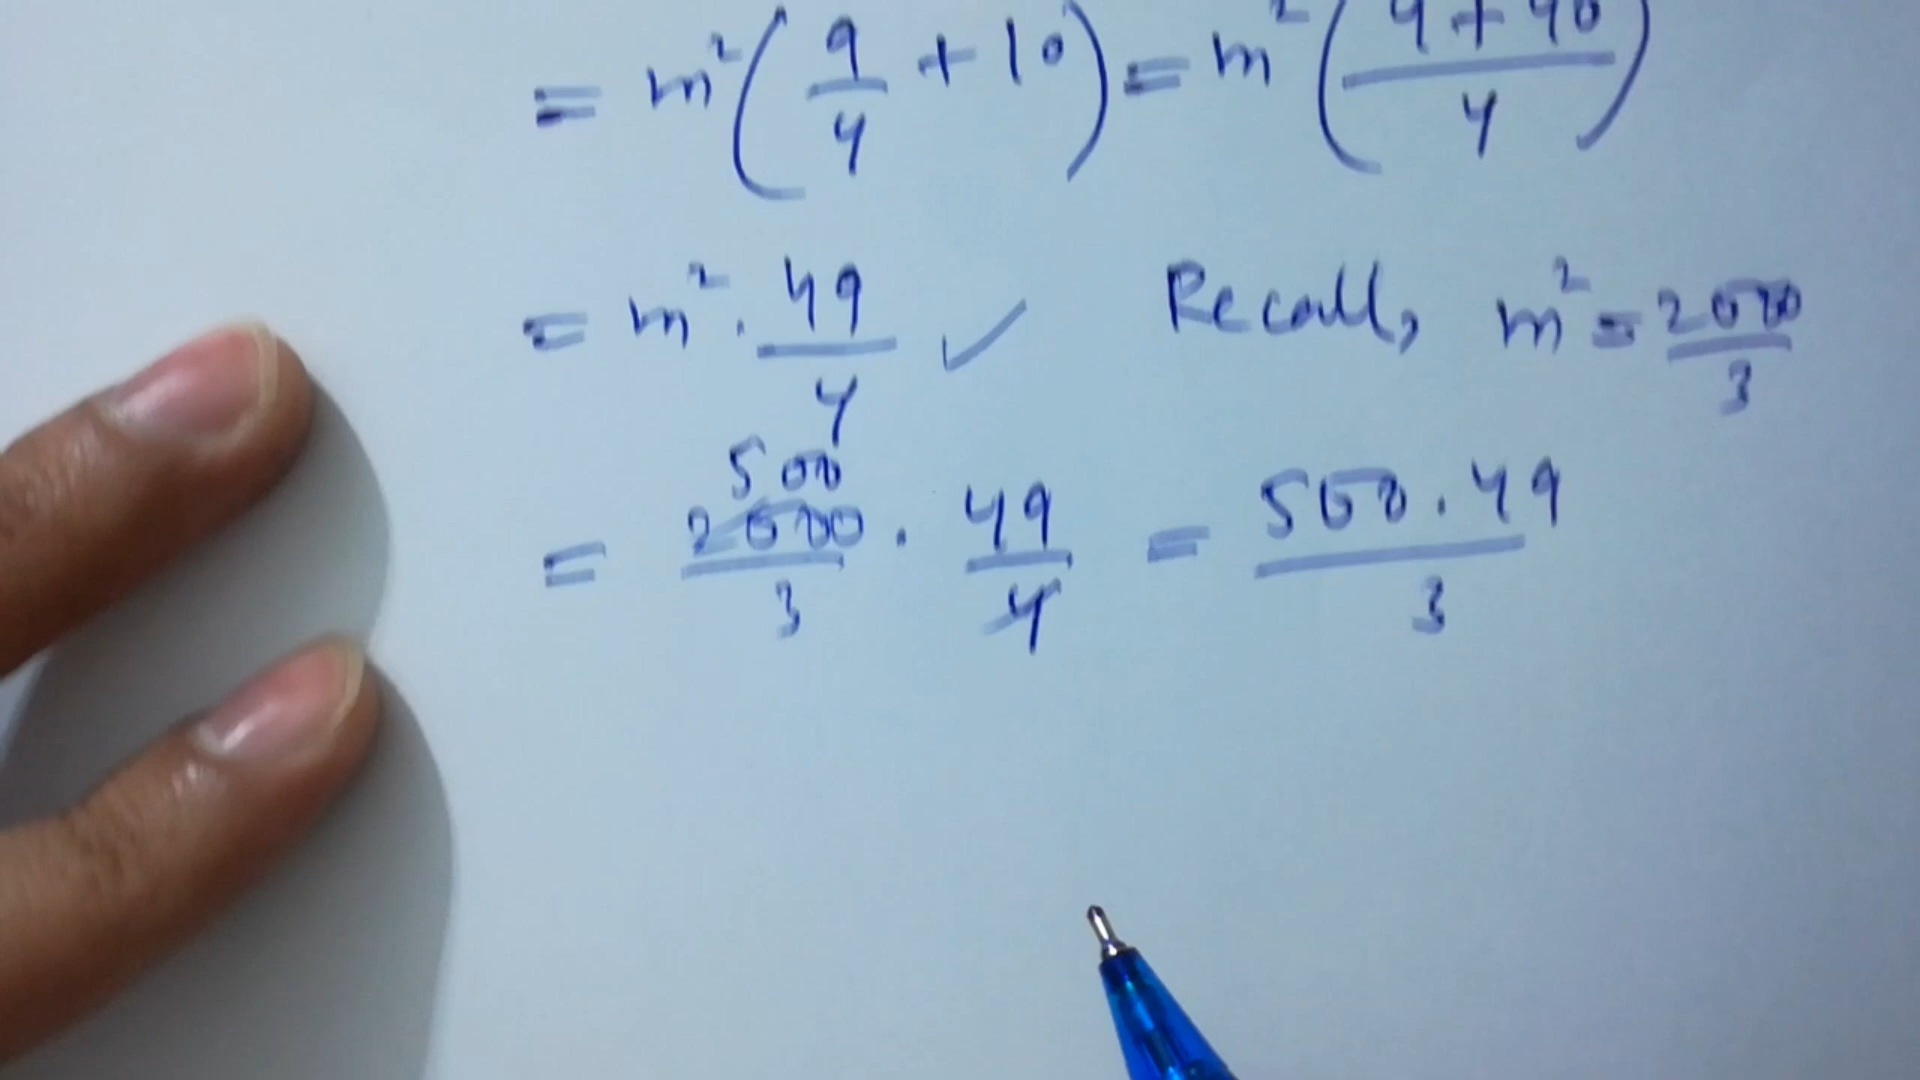 = m² ( 9/4 + 10 ) = m² ( 9 + 40 / 4 )
= m² · 49/4 ✓ Recall, m² = 2000/3
500
= 2000/3 · 49/4 = 500 · 49 / 3